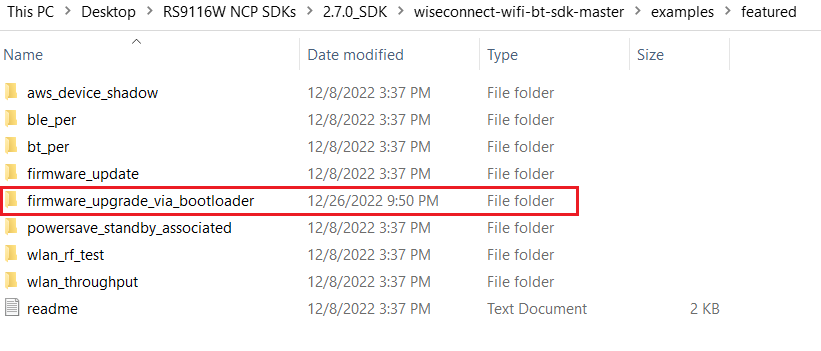 This PC > Desktop > RS9116W NCP SDKs > 2.7.0_SDK > wiseconnect-wifi-bt-sdk-master > examples > featured
Name Date modified Type Size
aws_device_shadow 12/8/2022 3:37 PM File folder
ble_per 12/8/2022 3:37 PM File folder
bt_per 12/8/2022 3:37 PM File folder
firmware_update 12/8/2022 3:37 PM File folder
firmware_upgrade_via_bootloader 12/26/2022 9:50 PM File folder
powersave_standby_associated 12/8/2022 3:37 PM File folder
wlan_rf_test 12/8/2022 3:37 PM File folder
wlan_throughput 12/8/2022 3:37 PM File folder
readme 12/8/2022 3:37 PM Text Document 2 KB